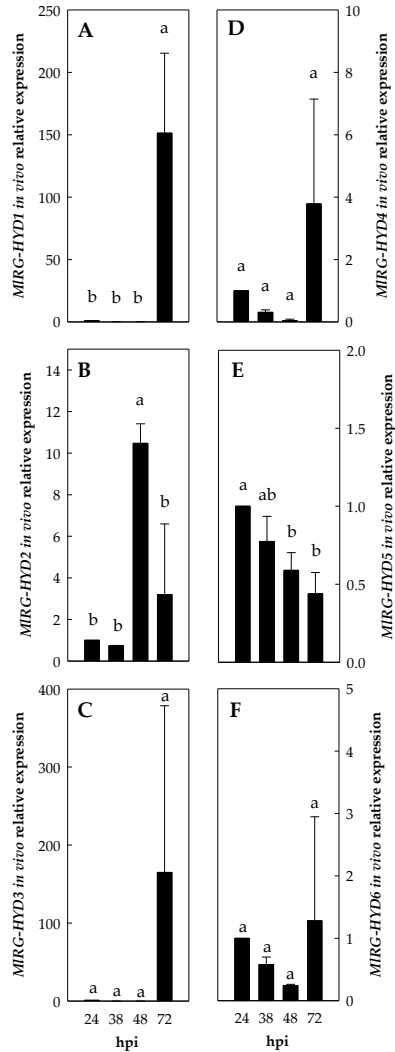 A
MIRG-HYD1 in vivo relative expression
250
200
150
100
50
0
b b b a
D
MIRG-HYD4 in vivo relative expression
10
8
6
4
2
0
a a a a
B
MIRG-HYD2 in vivo relative expression
14
12
10
8
6
4
2
0
b b a b
E
MIRG-HYD5 in vivo relative expression
2.0
1.5
1.0
0.5
0.0
a ab b b
C
MIRG-HYD3 in vivo relative expression
400
300
200
100
0
a a a a
24 38 48 72
hpi
F
MIRG-HYD6 in vivo relative expression
5
4
3
2
1
0
a a a a
24 38 48 72
hpi